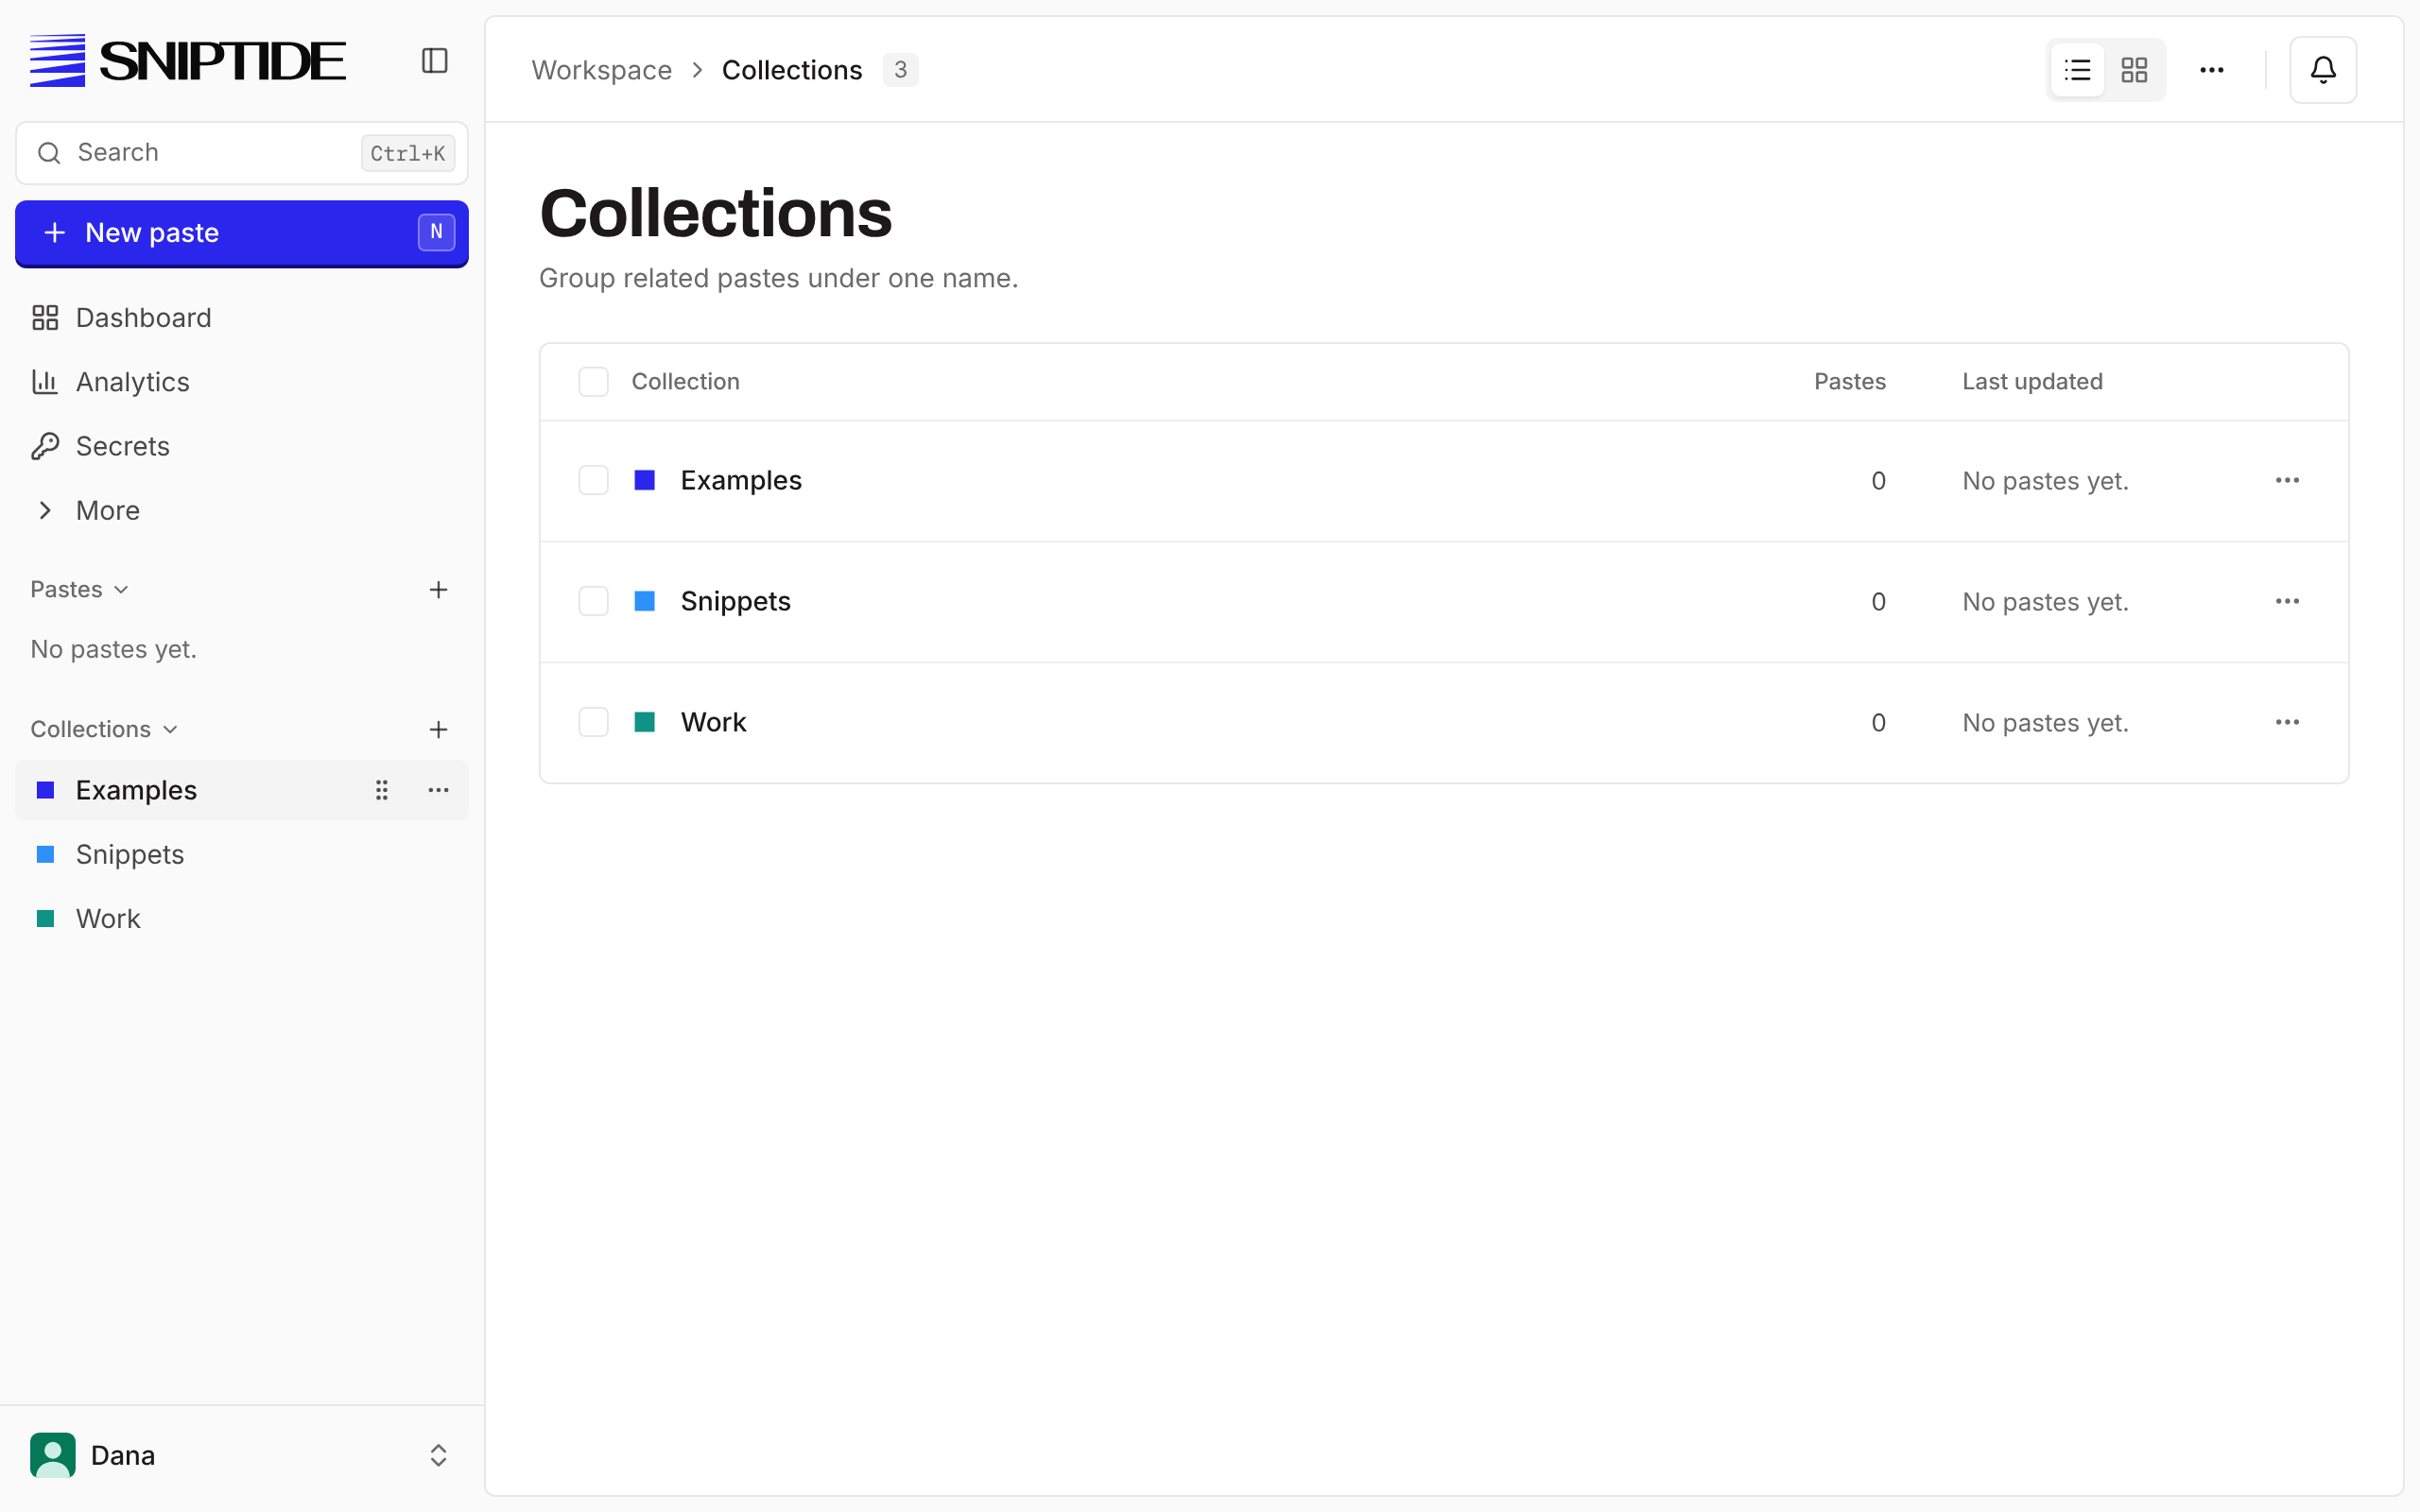 SNIPTIDE
Search Ctrl+K
New paste N
Dashboard
Analytics
Secrets
More
Pastes
No pastes yet.
Collections
Examples
Snippets
Work
Dana
Workspace Collections 3
Collections
Group related pastes under one name.
Collection Pastes Last updated
Examples 0 No pastes yet.
Snippets 0 No pastes yet.
Work 0 No pastes yet.